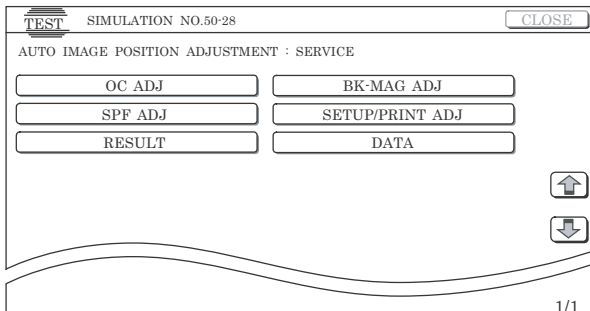 TEST SIMULATION NO.50-28 CLOSE
AUTO IMAGE POSITION ADJUSTMENT : SERVICE
OC ADJ BK-MAG ADJ
SPF ADJ SETUP/PRINT ADJ
RESULT DATA
1/1